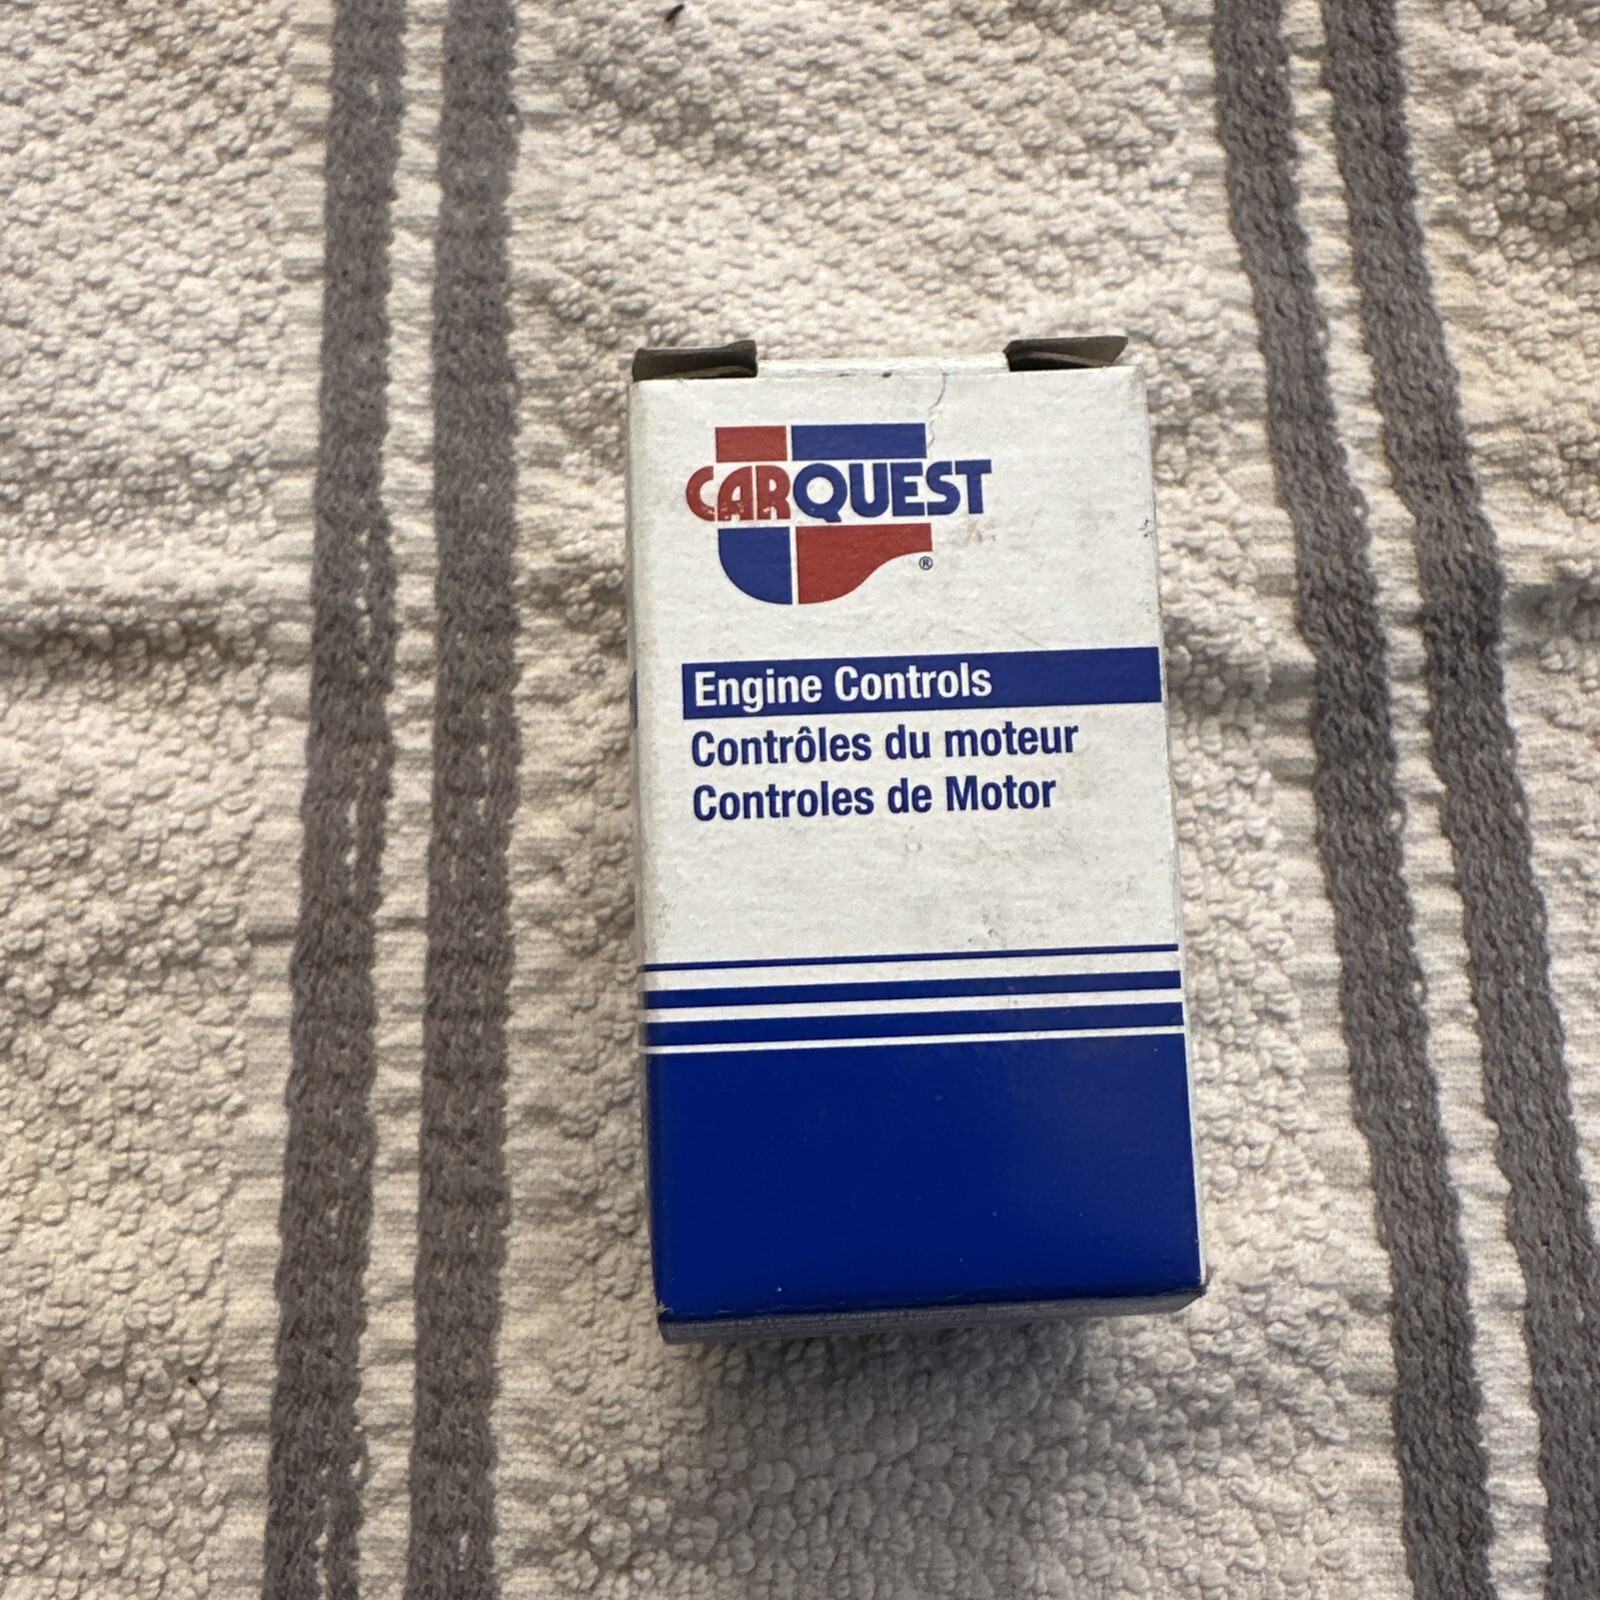 CARQUEST
®
Engine Controls
Contrôles du moteur
Controles de Motor